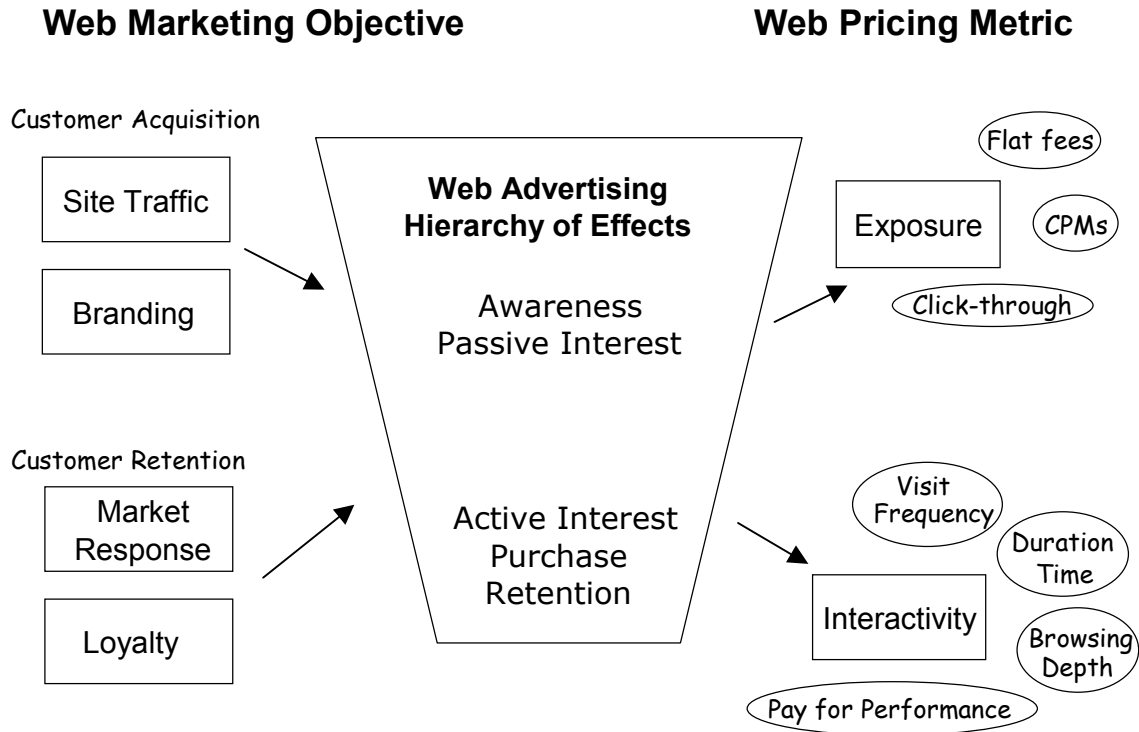 Web Marketing Objective
Web Pricing Metric
Customer Acquisition
Site Traffic
Branding
Customer Retention
Market
Response
Loyalty
Web Advertising
Hierarchy of Effects
Awareness
Passive Interest
Active Interest
Purchase
Retention
Flat fees
Exposure
CPMs
Click-through
Visit
Frequency
Duration
Time
Interactivity
Browsing
Depth
Pay for Performance